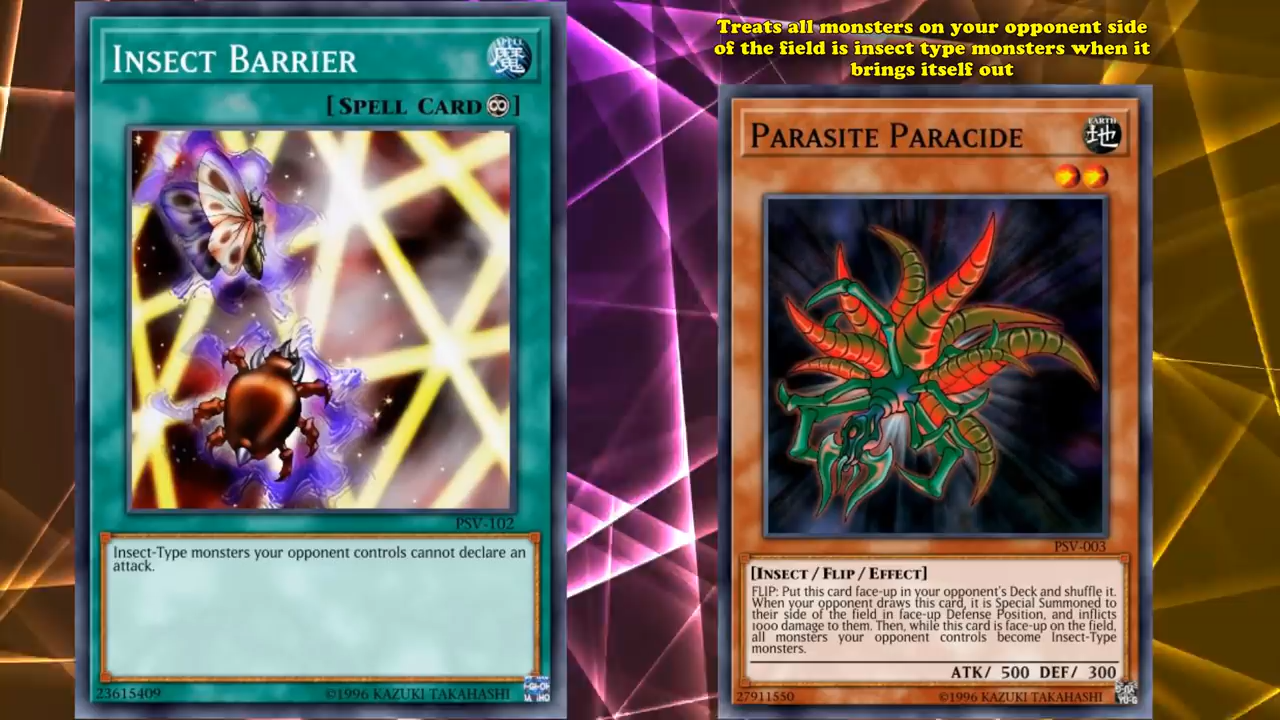 INSECT BARRIER
SPELL
魔
[SPELL CARD]
PSV-102
Insect-Type monsters your opponent controls cannot declare an
attack.
23615409
©1996 KAZUKI TAKAHASHI
Treats all monsters on your opponent side
of the field is insect type monsters when it
brings itself out
PARASITE PARACIDE
EARTH
地
PSV-003
[INSECT/FLIP/EFFECT]
FLIP: Put this card face-up in your opponent's Deck and shuffle it.
When your opponent draws this card, it is Special Summoned to
their side of the field in face-up Defense Position, and inflicts
1000 damage to them. Then, while this card is face-up on the field,
all monsters your opponent controls become Insect-Type
monsters.
ATK/ 500 DEF/ 300
27911550
©1996 KAZUKI TAKAHASHI